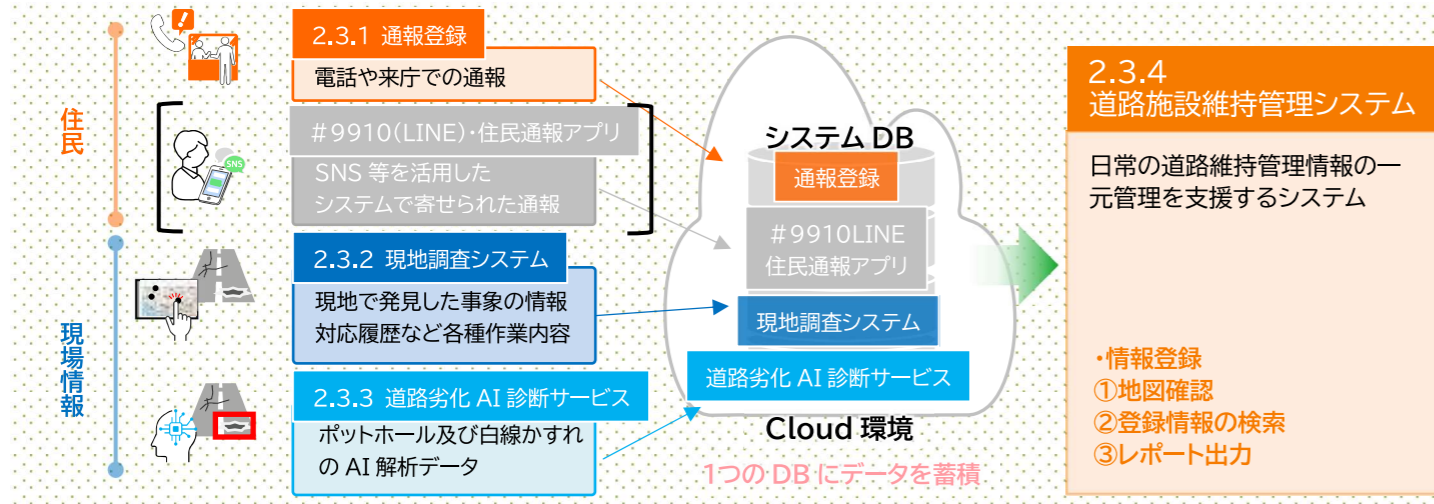 住民
2.3.1 通報登録
電話や来庁での通報
#9910(LINE)・住民通報アプリ
SNS 等を活用した
システムで寄せられた通報
SNS
現場情報
2.3.2 現地調査システム
現地で発見した事象の情報
対応履歴など各種作業内容
2.3.3 道路劣化 AI 診断サービス
ポットホール及び白線かすれ
の AI 解析データ
システム DB
通報登録
#9910LINE
住民通報アプリ
現地調査システム
道路劣化 AI 診断サービス
Cloud 環境
1つの DB にデータを蓄積
2.3.4
道路施設維持管理システム
日常の道路維持管理情報の一
元管理を支援するシステム
・情報登録
①地図確認
②登録情報の検索
③レポート出力